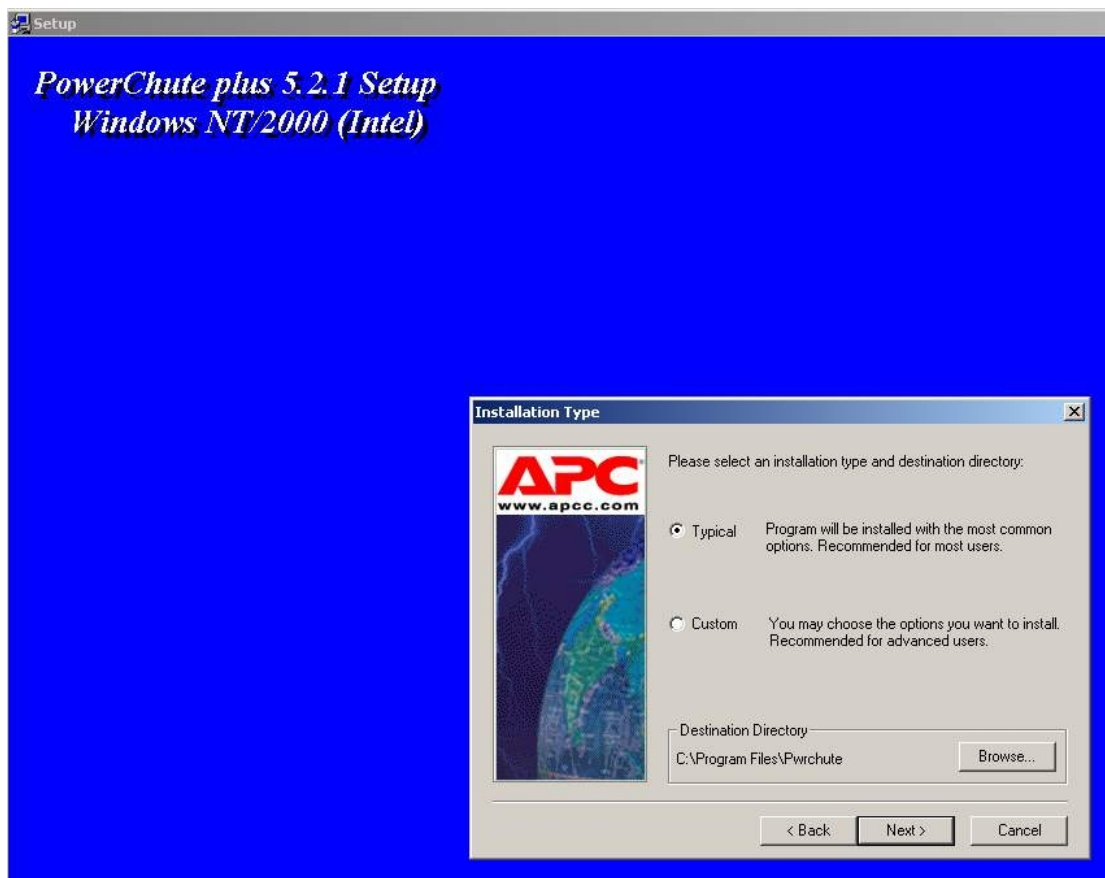 Setup
PowerChute plus 5.2.1 Setup
Windows NT/2000 (Intel)
Installation Type
APC
www.apcc.com
Please select an installation type and destination directory:
Typical
Program will be installed with the most common
options. Recommended for most users.
Custom
You may choose the options you want to install.
Recommended for advanced users.
Destination Directory
C:\Program Files\Pwrchute
Browse...
< Back
Next >
Cancel